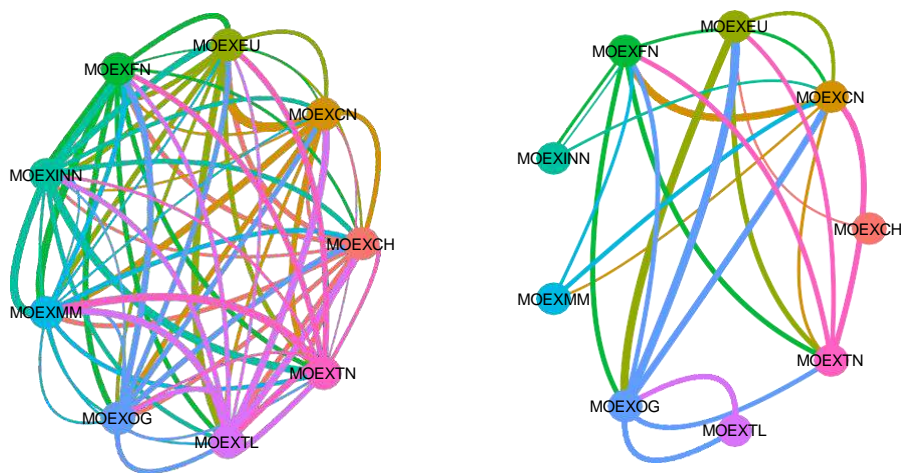 MOEXEU
MOEXFN
MOEXCN
MOEXINN
MOEXCH
MOEXMM
MOEXTN
MOEXOG
MOEXTL
MOEXEU
MOEXFN
MOEXCN
MOEXINN
MOEXCH
MOEXMM
MOEXTN
MOEXOG
MOEXTL